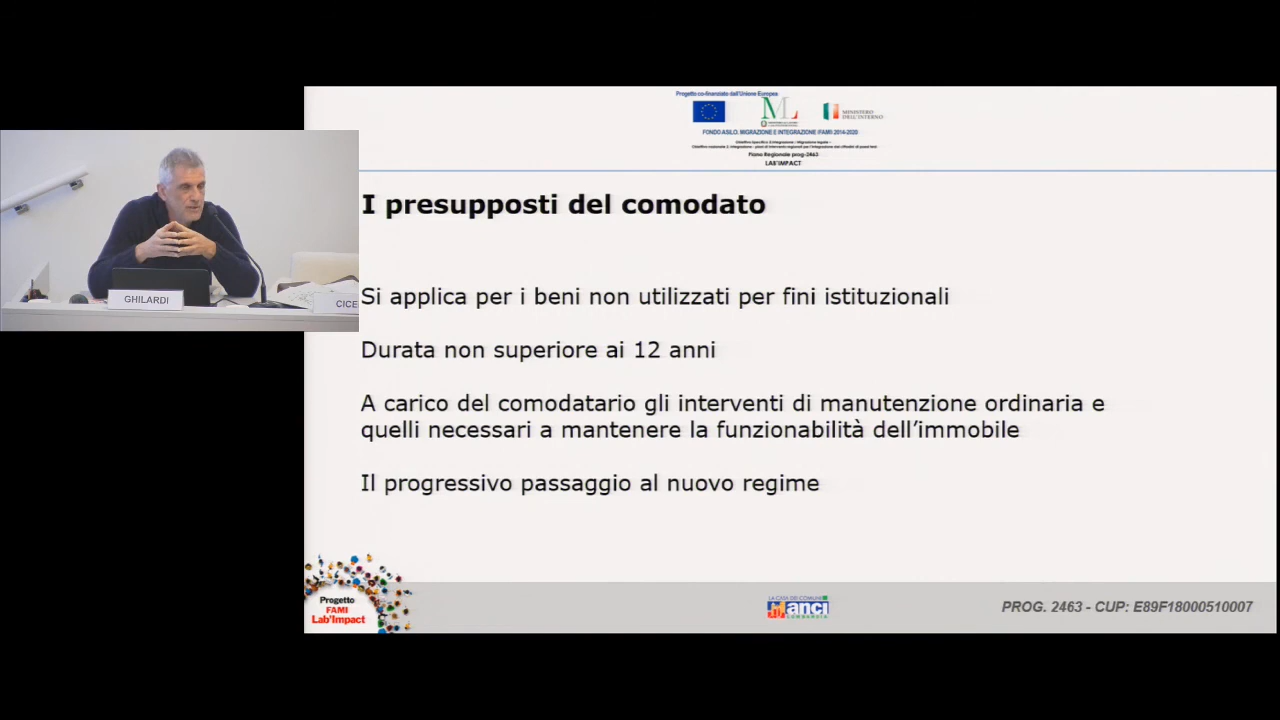 Progetto co-finanziato dall'Unione Europea
MINISTERO
DELL'INTERNO
FONDO ASILO, MIGRAZIONE E INTEGRAZIONE (FAMI) 2014-2020
Piano Regionale prog-2463
LAB'IMPACT
I presupposti del comodato
GHILARDI
CICE
Si applica per i beni non utilizzati per fini istituzionali
Durata non superiore ai 12 anni
A carico del comodatario gli interventi di manutenzione ordinaria e
quelli necessari a mantenere la funzionabilità dell'immobile
Il progressivo passaggio al nuovo regime
Progetto
FAMI
Lab'Impact
LA CASA DEI COMUNI
anci
LOMBARDIA
PROG. 2463 - CUP: E89F18000510007